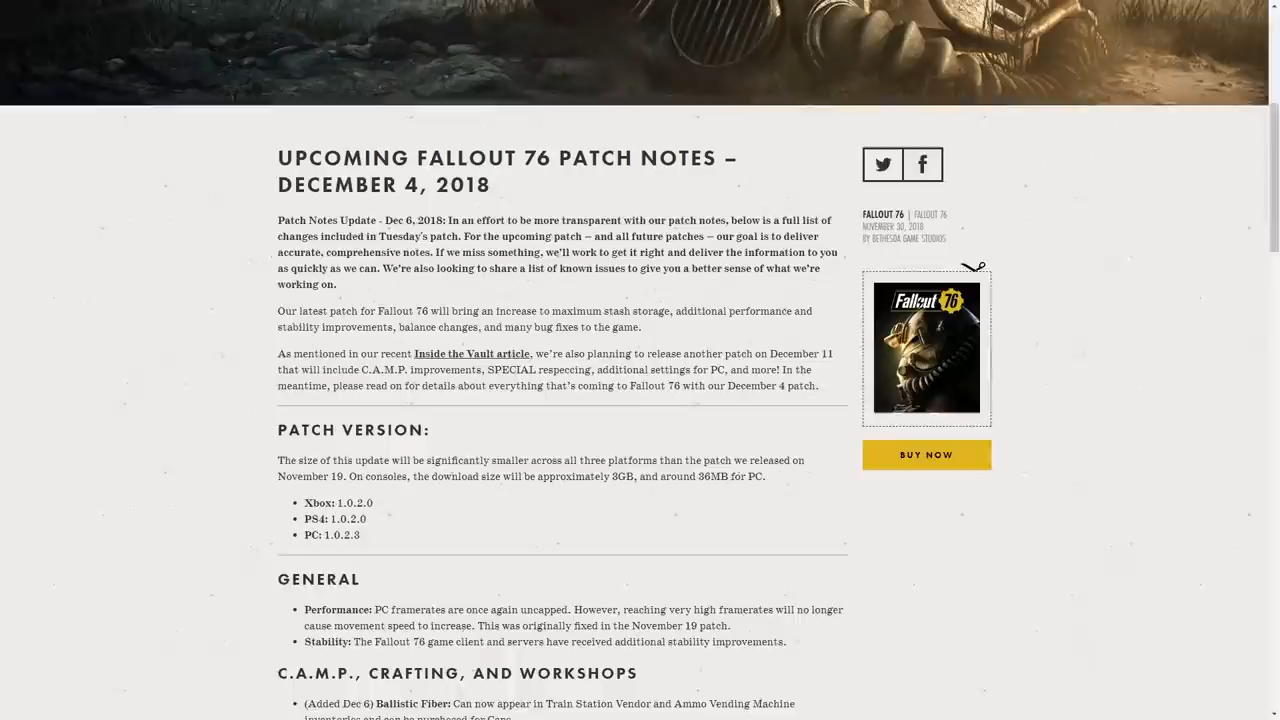 UPCOMING FALLOUT 76 PATCH NOTES –
DECEMBER 4, 2018
Patch Notes Update - Dec 6, 2018: In an effort to be more transparent with our patch notes, below is a full list of
changes included in Tuesday's patch. For the upcoming patch – and all future patches – our goal is to deliver
accurate, comprehensive notes. If we miss something, we'll work to get it right and deliver the information to you
as quickly as we can. We're also looking to share a list of known issues to give you a better sense of what we're
working on.
Our latest patch for Fallout 76 will bring an increase to maximum stash storage, additional performance and
stability improvements, balance changes, and many bug fixes to the game.
As mentioned in our recent Inside the Vault article, we're also planning to release another patch on December 11
that will include C.A.M.P. improvements, SPECIAL respeccing, additional settings for PC, and more! In the
meantime, please read on for details about everything that's coming to Fallout 76 with our December 4 patch.
PATCH VERSION:
The size of this update will be significantly smaller across all three platforms than the patch we released on
November 19. On consoles, the download size will be approximately 3GB, and around 36MB for PC.
• Xbox: 1.0.2.0
• PS4: 1.0.2.0
• PC: 1.0.2.3
GENERAL
• Performance: PC framerates are once again uncapped. However, reaching very high framerates will no longer
cause movement speed to increase. This was originally fixed in the November 19 patch.
• Stability: The Fallout 76 game client and servers have received additional stability improvements.
C.A.M.P., CRAFTING, AND WORKSHOPS
• (Added Dec 6) Ballistic Fiber: Can now appear in Train Station Vendor and Ammo Vending Machine
inventories and can be purchased for Caps.
FALLOUT 76 | FALLOUT 76
NOVEMBER 30, 2018
BY BETHESDA GAME STUDIOS
Fallout 76
BUY NOW